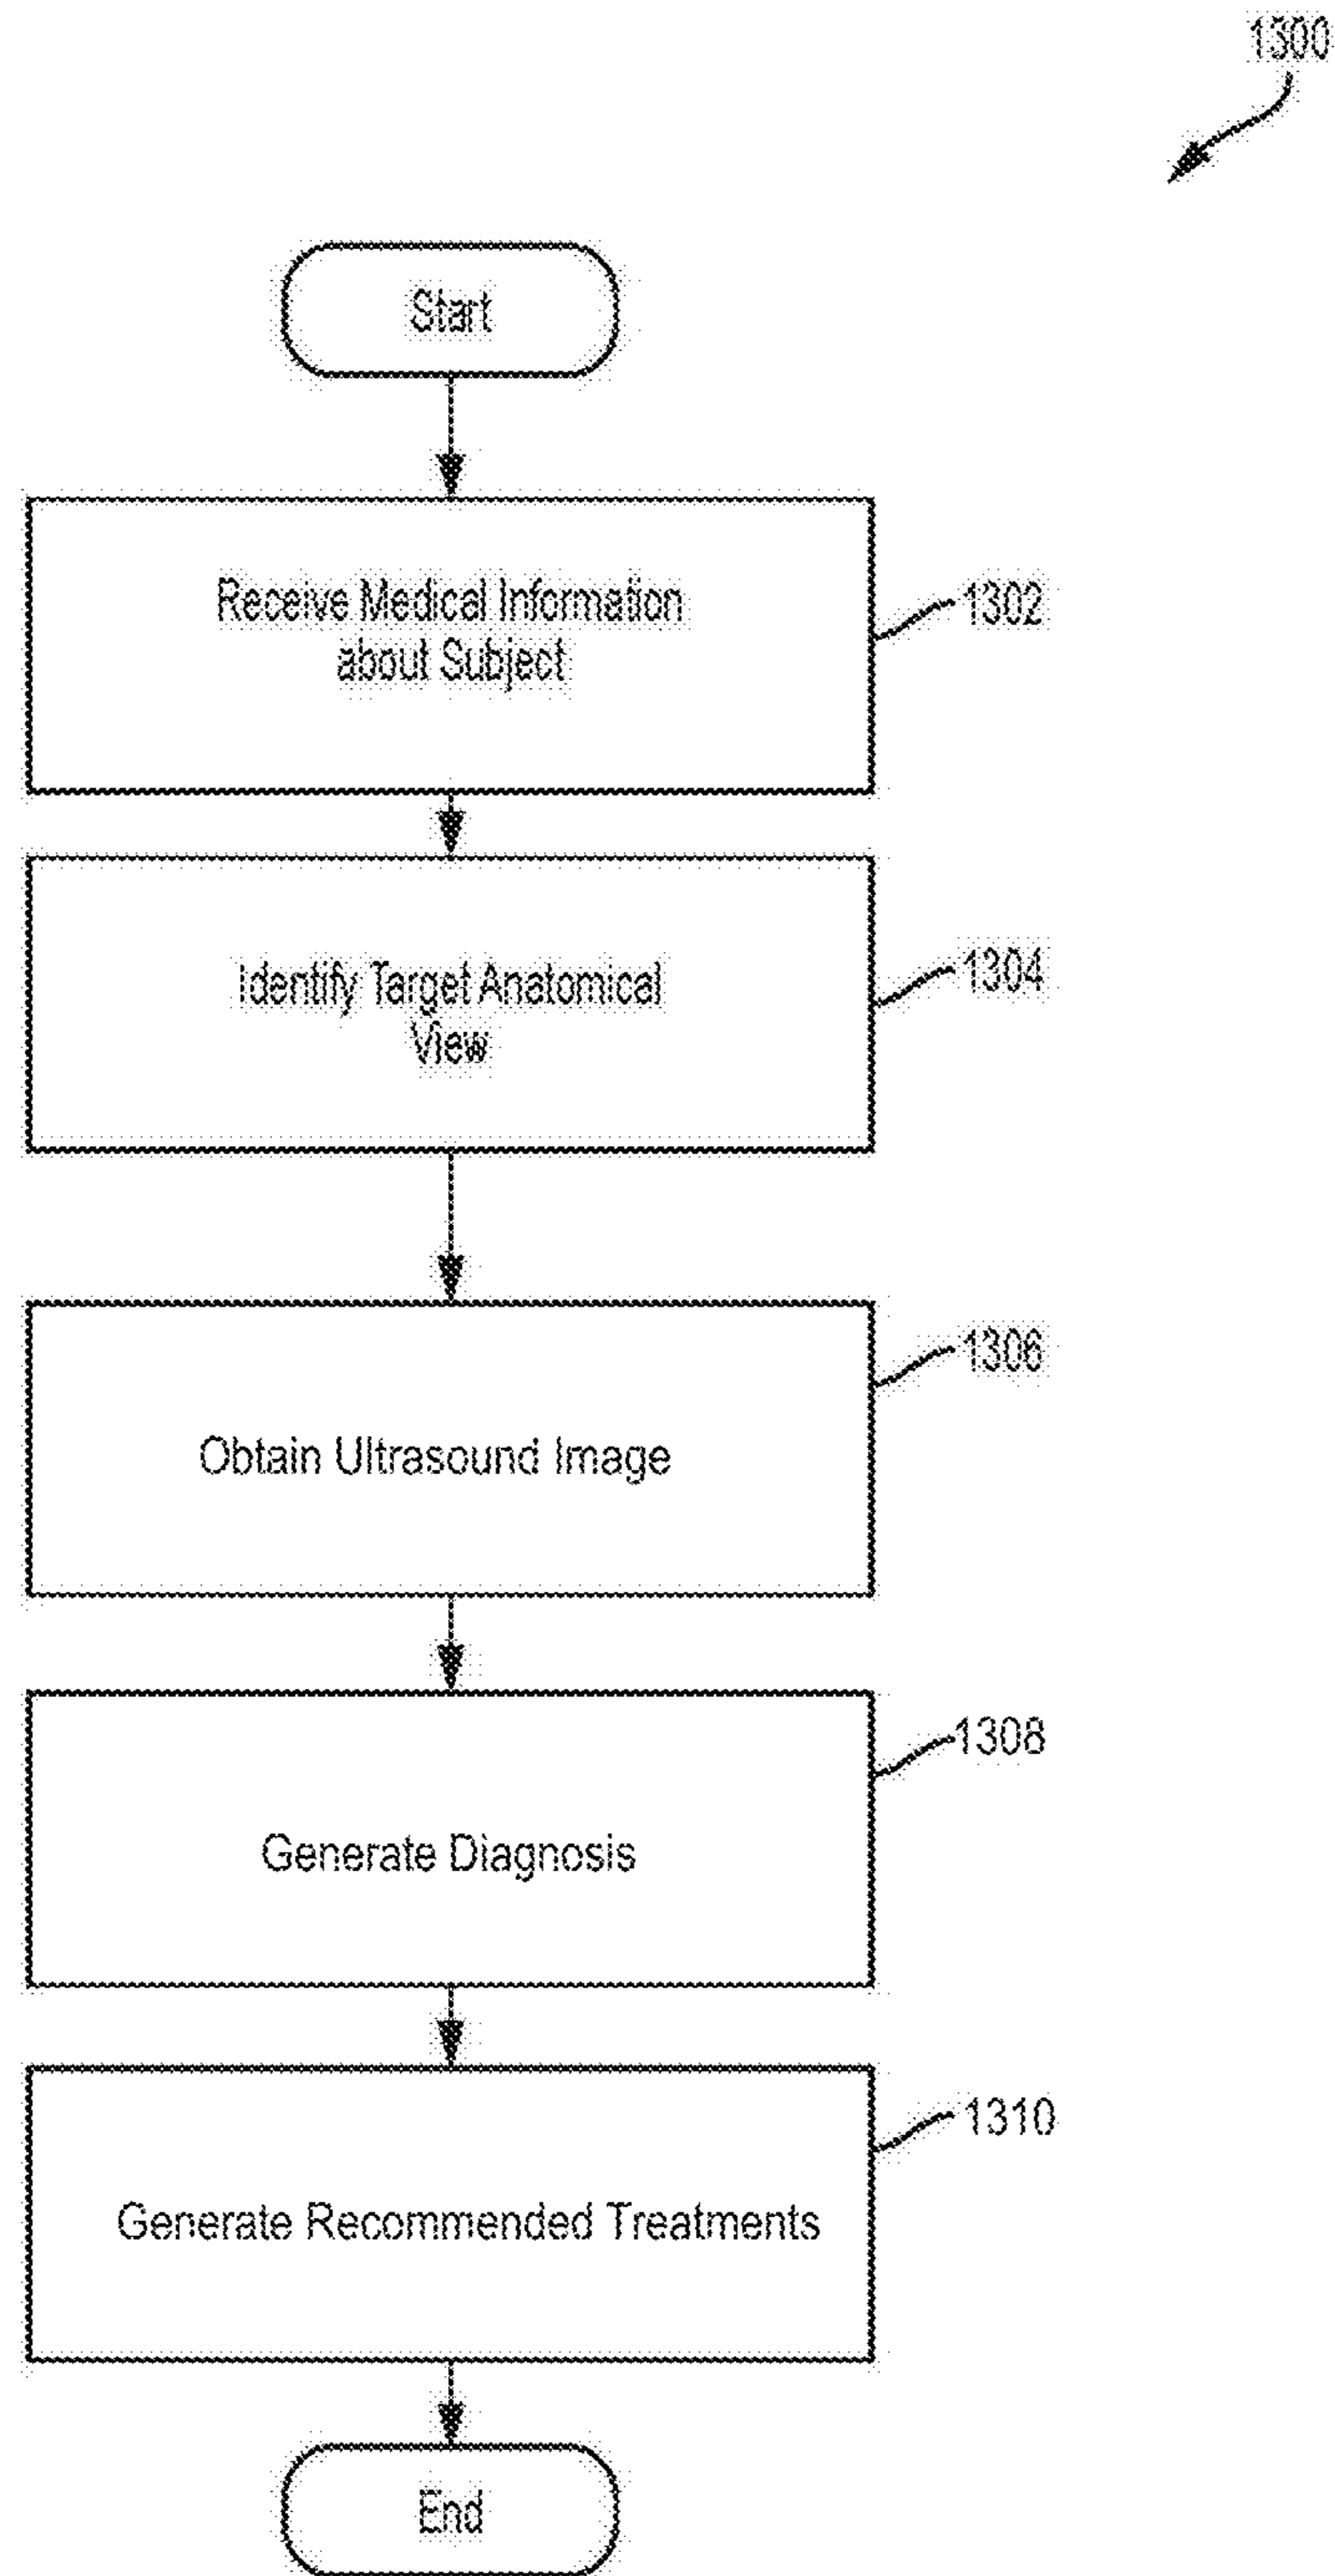 1300
Start
Receive Medical Information
about Subject
1302
Identify Target Anatomical
View
1304
1306
Obtain Ultrasound Image
1308
Generate Diagnosis
1310
Generate Recommended Treatments
End